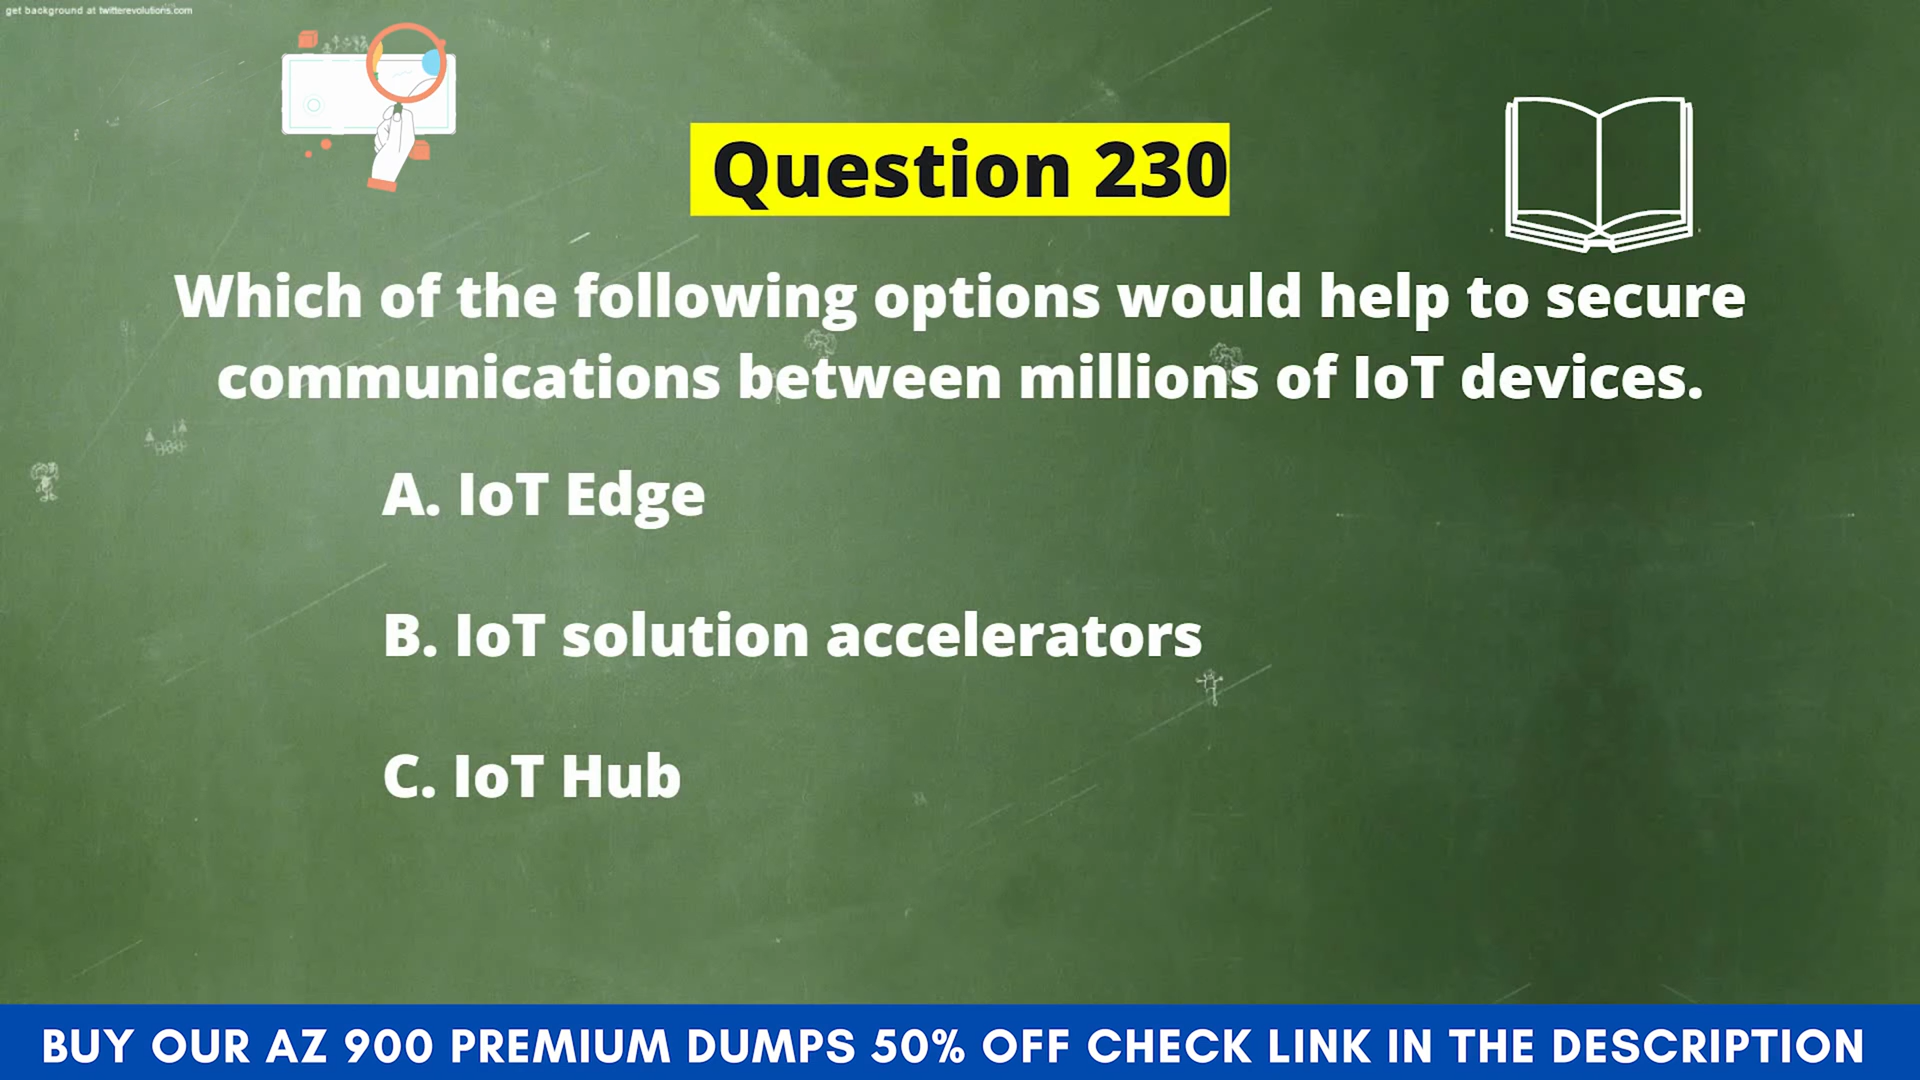 get background at twitterevolutions.com
Question 230
Which of the following options would help to secure
communications between millions of IoT devices.
A. IoT Edge
B. IoT solution accelerators
C. IoT Hub
BUY OUR AZ 900 PREMIUM DUMPS 50% OFF CHECK LINK IN THE DESCRIPTION